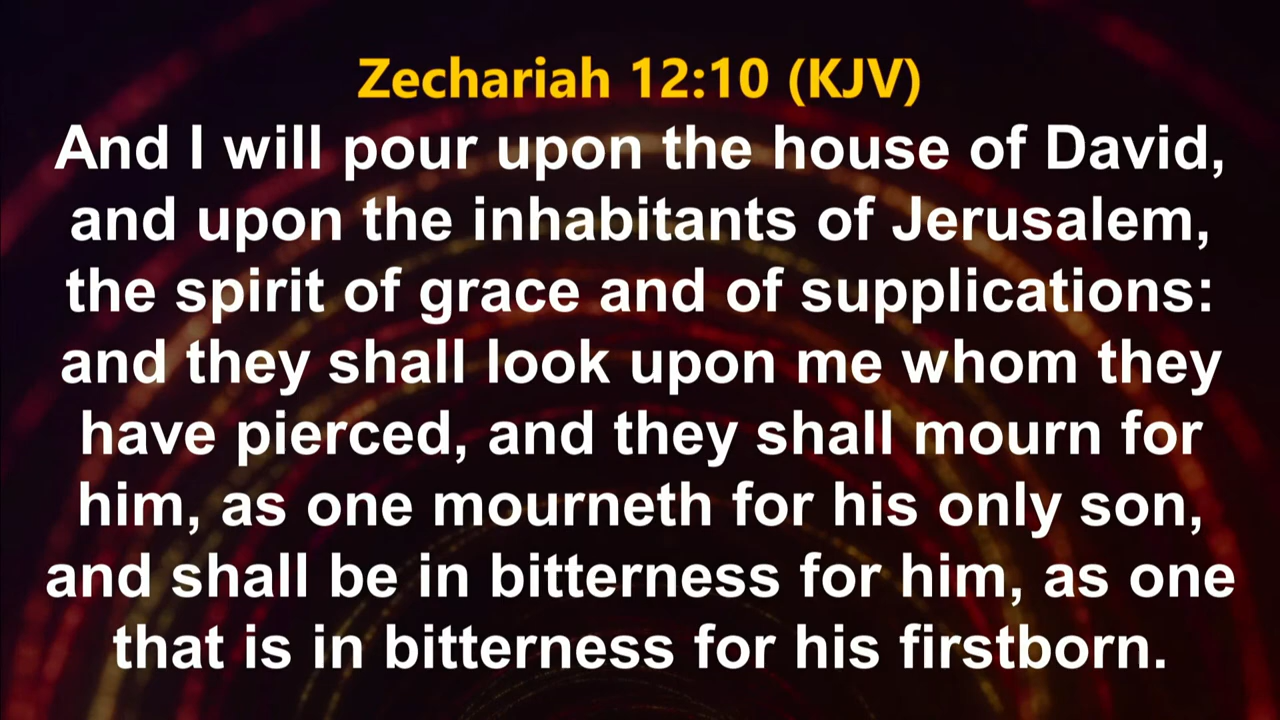 Zechariah 12:10 (KJV)
And I will pour upon the house of David,
and upon the inhabitants of Jerusalem,
the spirit of grace and of supplications:
and they shall look upon me whom they
have pierced, and they shall mourn for
him, as one mourneth for his only son,
and shall be in bitterness for him, as one
that is in bitterness for his firstborn.